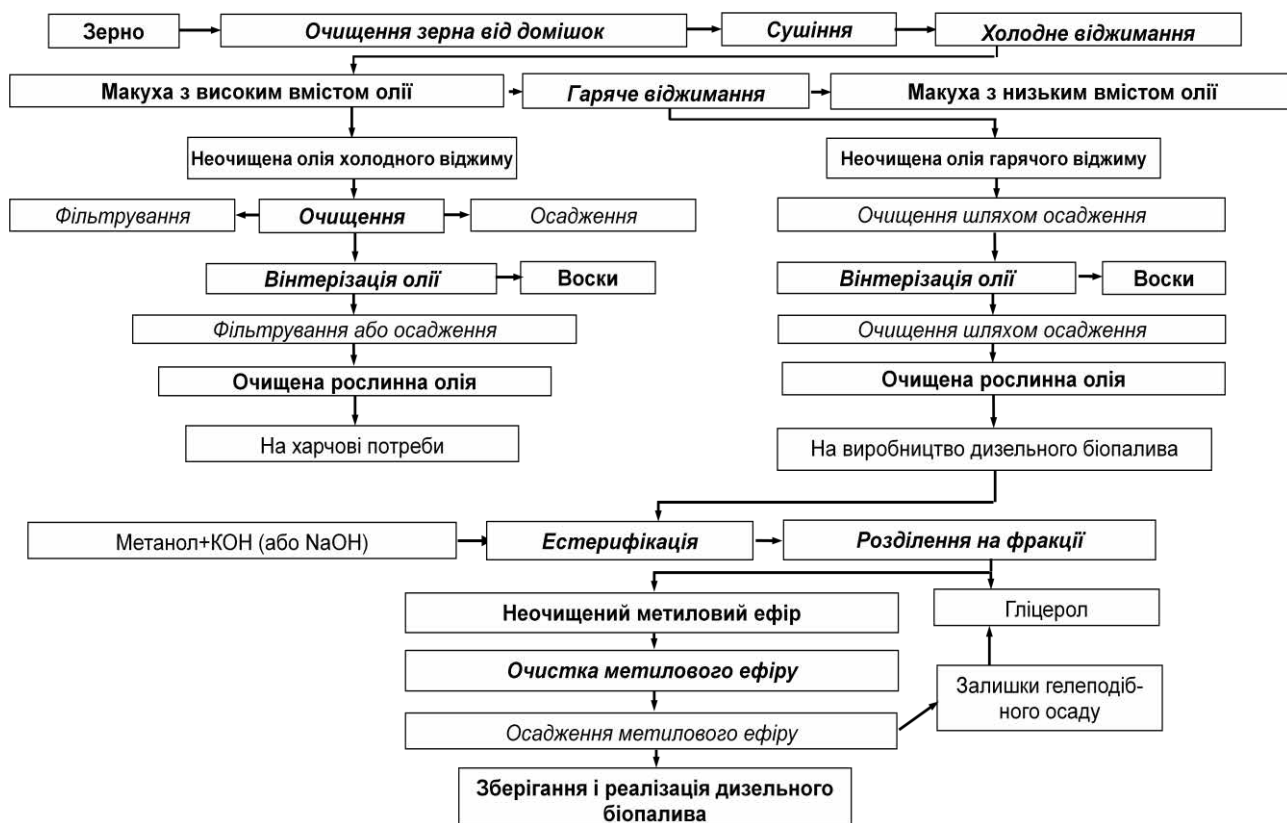 Зерно
Очищення зерна від домішок
Сушіння
Холодне віджимання
Макуха з високим вмістом олії
Гаряче віджимання
Макуха з низьким вмістом олії
Неочищена олія холодного віджиму
Неочищена олія гарячого віджиму
Фільтрування
Очищення
Осадження
Очищення шляхом осадження
Вінтерізація олії
Воски
Вінтерізація олії
Воски
Фільтрування або осадження
Очищення шляхом осадження
Очищена рослинна олія
Очищена рослинна олія
На харчові потреби
На виробництво дизельного біопалива
Метанол+КОН (або NaOH)
Естерифікація
Розділення на фракції
Неочищений метиловий ефір
Гліцерол
Очистка метилового ефіру
Залишки гелеподіб-
ного осаду
Осадження метилового ефіру
Зберігання і реалізація дизельного
біопалива